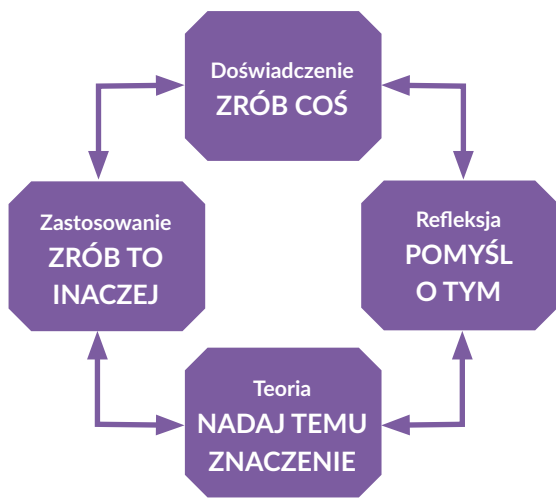 Doświadczenie
ZRÓB COŚ
Zastosowanie
ZRÓB TO
INACZEJ
Refleksja
POMYŚL
O TYM
Teoria
NADAJ TEMU
ZNACZENIE